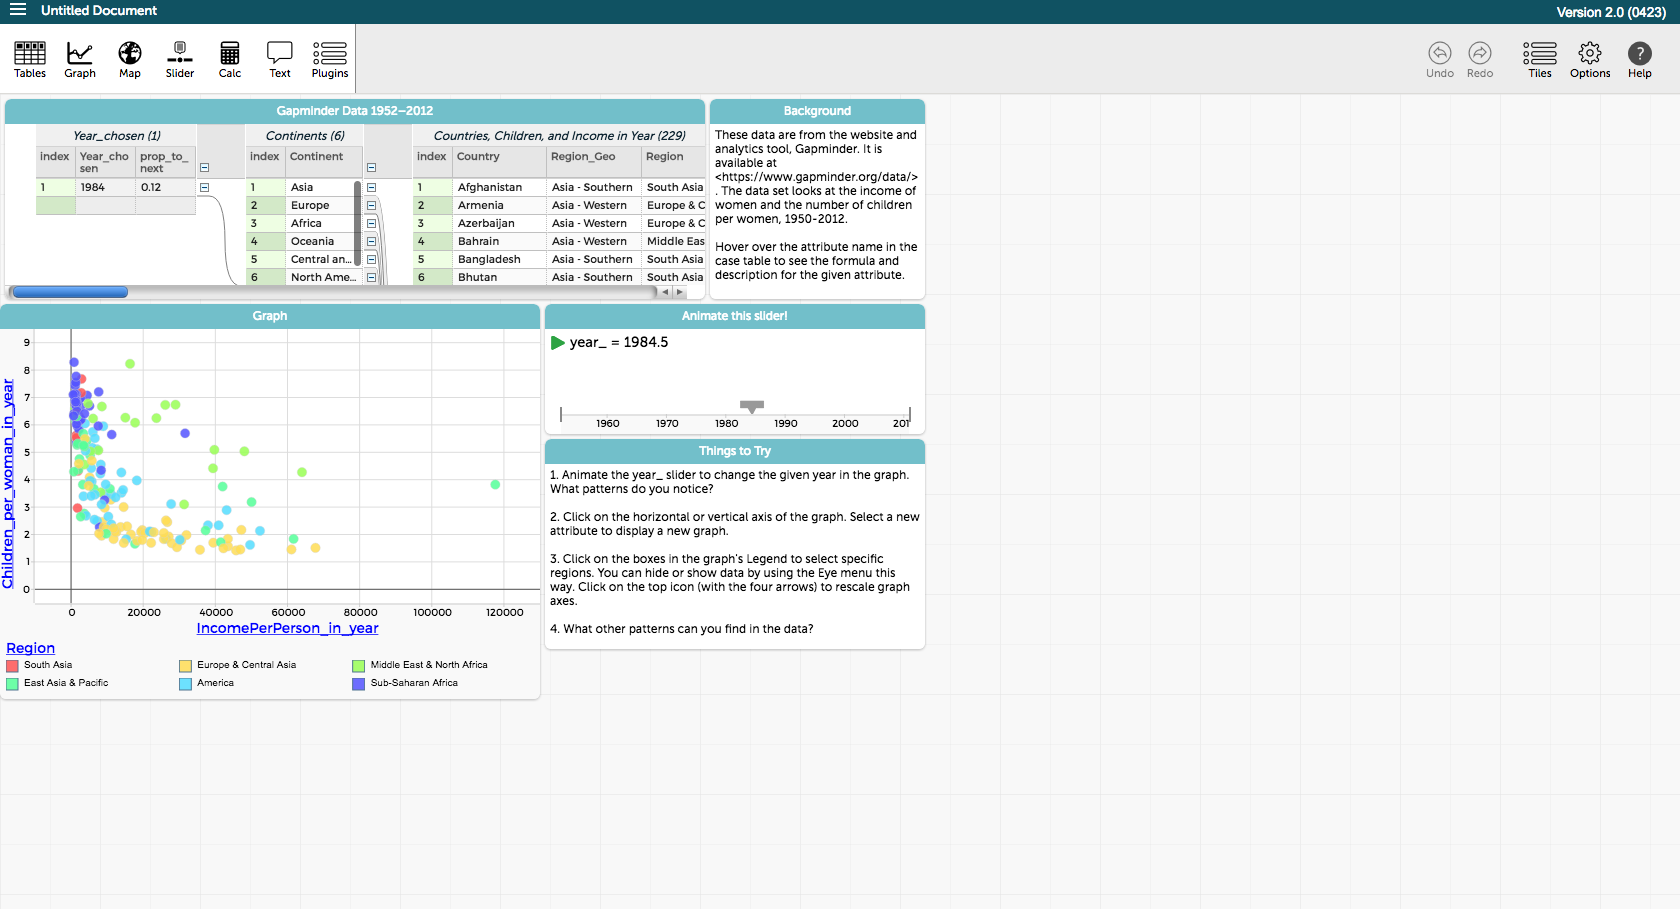 Untitled Document
Version 2.0 (0423)
Tables Graph Map Slider Calc Text Plugins
Undo Redo Tiles Options Help
Gapminder Data 1952–2012
Year_chosen (1) Continents (6) Countries, Children, and Income in Year (229)
index Year_cho sen prop_to_ next index Continent index Country Region_Geo Region
1 1984 0.12 1 Asia 1 Afghanistan Asia - Southern South Asia
2 Europe 2 Armenia Asia - Western Europe & C
3 Africa 3 Azerbaijan Asia - Western Europe & C
4 Oceania 4 Bahrain Asia - Western Middle Eas
5 Central an... 5 Bangladesh Asia - Southern South Asia
6 North Ame... 6 Bhutan Asia - Southern South Asia
Background
These data are from the website and
analytics tool, Gapminder. It is
available at
<https://www.gapminder.org/data/>
. The data set looks at the income of
women and the number of children
per women, 1950-2012.
Hover over the attribute name in the
case table to see the formula and
description for the given attribute.
Graph
9
8
7
6
5
4
3
2
1
0
Children_per_woman_in_year
0 20000 40000 60000 80000 100000 120000
IncomePerPerson_in_year
Region
South Asia Europe & Central Asia Middle East & North Africa
East Asia & Pacific America Sub-Saharan Africa
Animate this slider!
year_ = 1984.5
1960 1970 1980 1990 2000 201
Things to Try
1. Animate the year_ slider to change the given year in the graph.
What patterns do you notice?
2. Click on the horizontal or vertical axis of the graph. Select a new
attribute to display a new graph.
3. Click on the boxes in the graph's Legend to select specific
regions. You can hide or show data by using the Eye menu this
way. Click on the top icon (with the four arrows) to rescale graph
axes.
4. What other patterns can you find in the data?